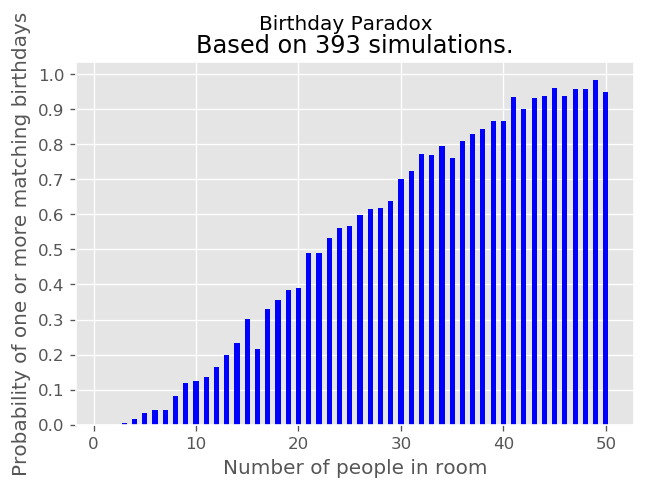 Birthday Paradox
Based on 393 simulations.
Probability of one or more matching birthdays
1.0
0.9
0.8
0.7
0.6
0.5
0.4
0.3
0.2
0.1
0.0
0 10 20 30 40 50
Number of people in room